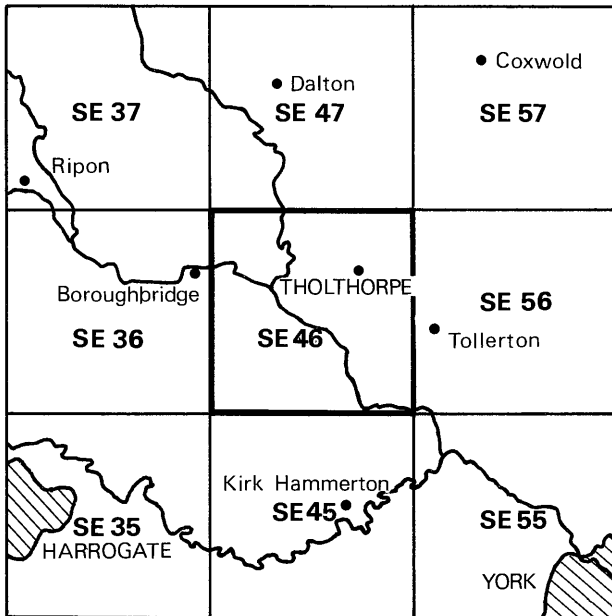 Coxwold
Dalton
SE 37
SE 47
SE 57
Ripon
Boroughbridge
THOLTHORPE
SE 56
SE 36
SE 46
Tollerton
Kirk Hammerton
SE 45
SE 35
SE 55
HARROGATE
YORK